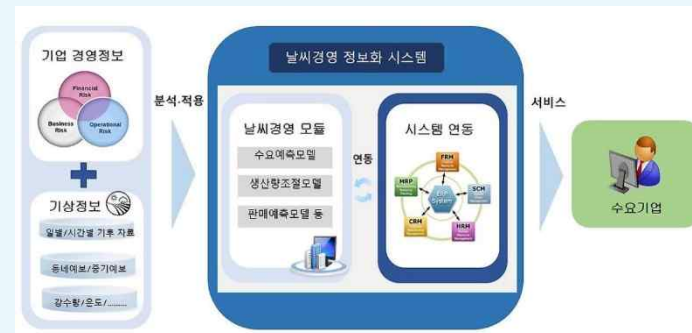 기업 경영정보
Financial
Risk
Business
Risk
Operational
Risk
기상정보
일별/시간별 기후 자료
동네예보/중기예보
강수량/온도/........
분석·적용
날씨경영 정보화 시스템
날씨경영 모듈
수요예측모델
생산량조절모델
판매예측모델 등
연동
시스템 연동
FRM
MRP
SCM
ERP
System
CRM
HRM
서비스
수요기업